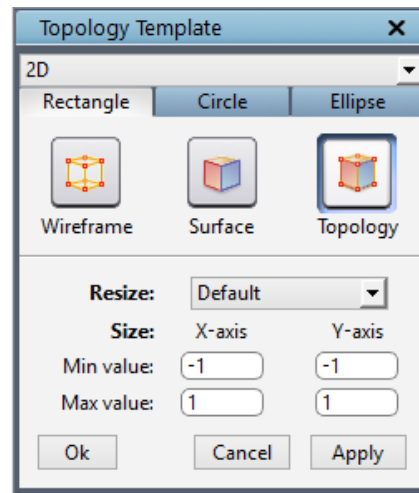 Topology Template
2D
Rectangle Circle Ellipse
Wireframe Surface Topology
Resize: Default
Size: X-axis Y-axis
Min value: -1 -1
Max value: 1 1
Ok Cancel Apply